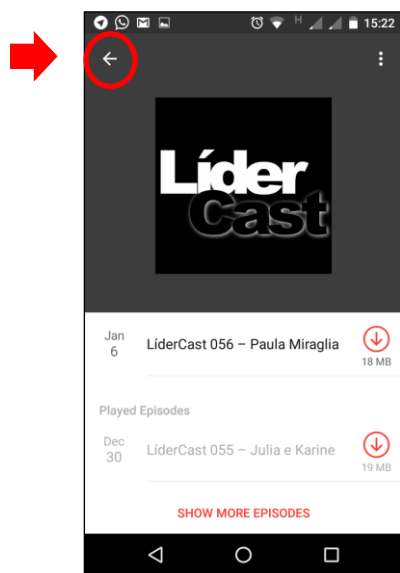 H 15:22
Líder
Cast
Jan
6
LíderCast 056 – Paula Miraglia
18 MB
Played Episodes
Dec
30
LíderCast 055 – Julia e Karine
19 MB
SHOW MORE EPISODES